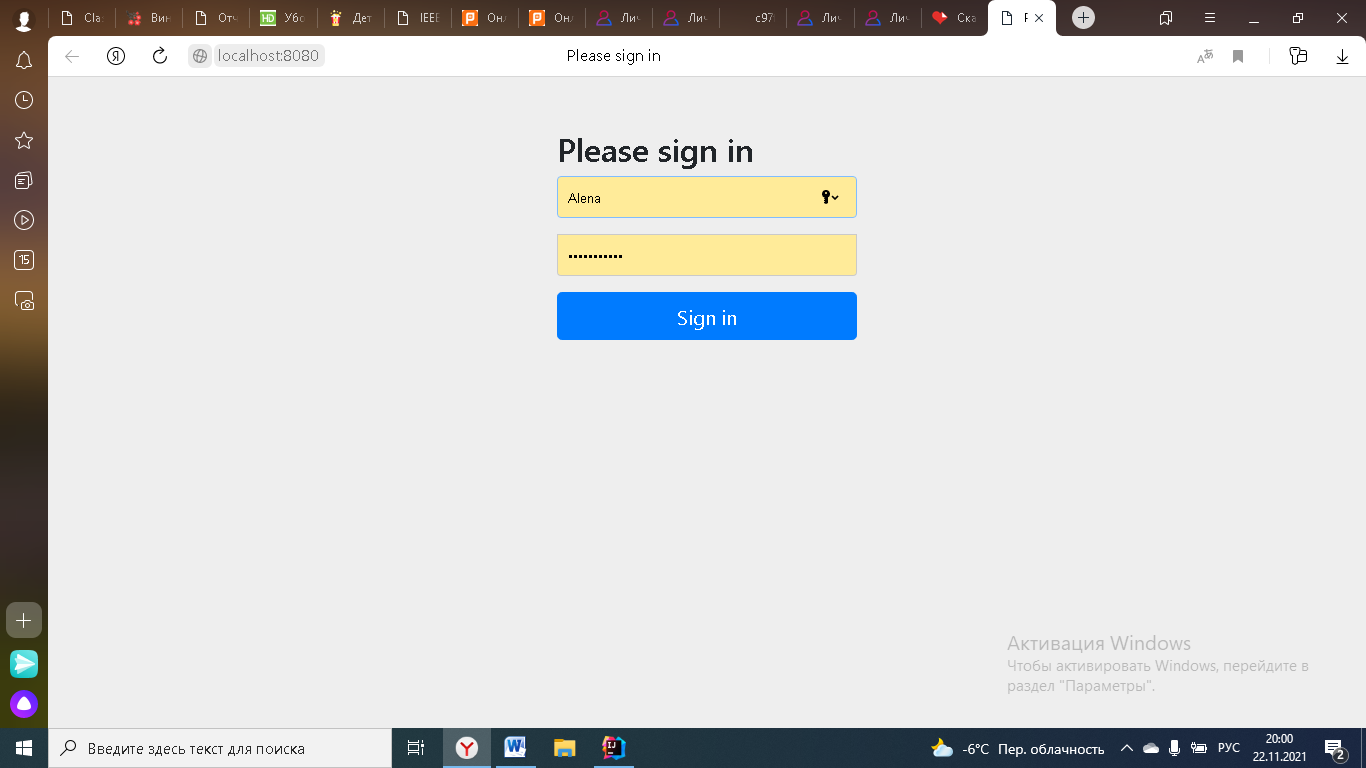 Cla
Вин
Отч
HD Убо
Дет
IEEE
Онл
Онл
Лич
Лич
c97
Лич
Лич
Ска
localhost:8080
Please sign in
Please sign in
Alena
Sign in
Активация Windows
Чтобы активировать Windows, перейдите в
раздел "Параметры".
15
Введите здесь текст для поиска
-6°C Пер. облачность
РУС
20:00
22.11.2021
2